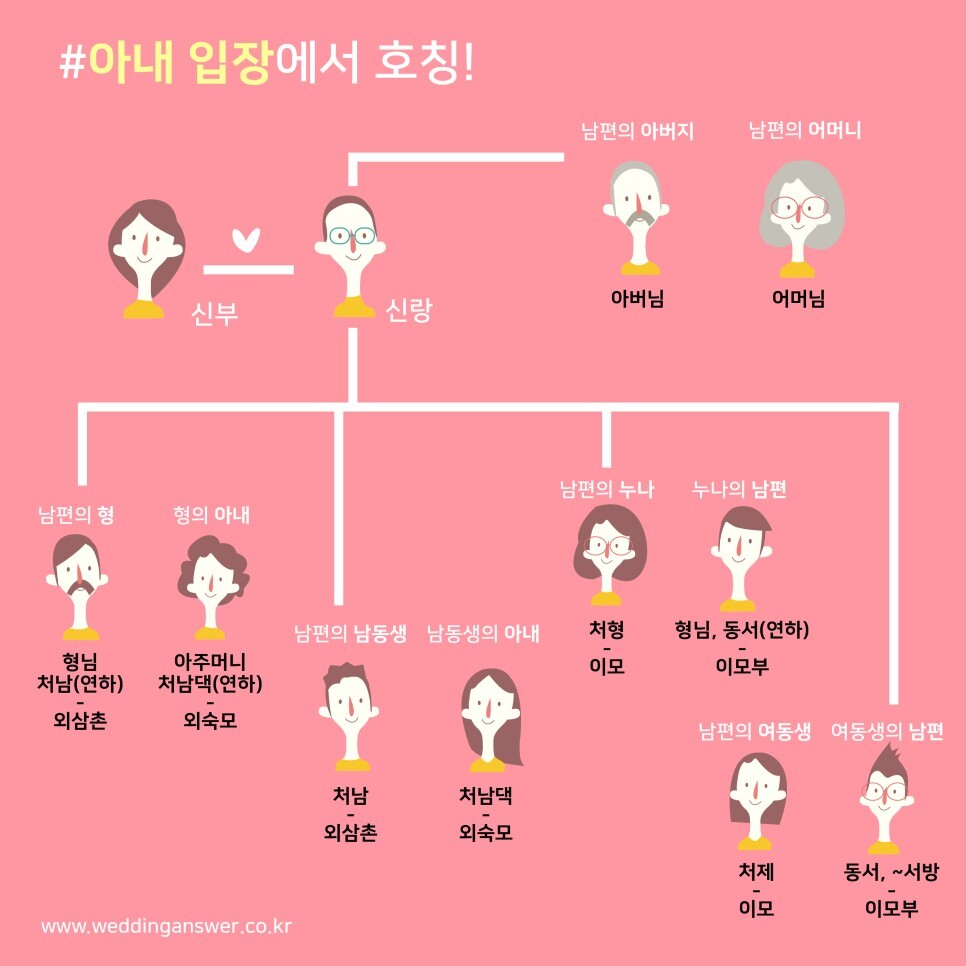 #아내 입장에서 호칭!
남편의 아버지
남편의 어머니
아버님
어머님
신부
신랑
남편의 형
형의 아내
형님
처남(연하)
-
외삼촌
아주머니
처남댁(연하)
-
외숙모
남편의 남동생
남동생의 아내
처남
-
외삼촌
처남댁
-
외숙모
남편의 누나
누나의 남편
처형
-
이모
형님, 동서(연하)
-
이모부
남편의 여동생
여동생의 남편
처제
-
이모
동서, ~서방
-
이모부
www.weddinganswer.co.kr